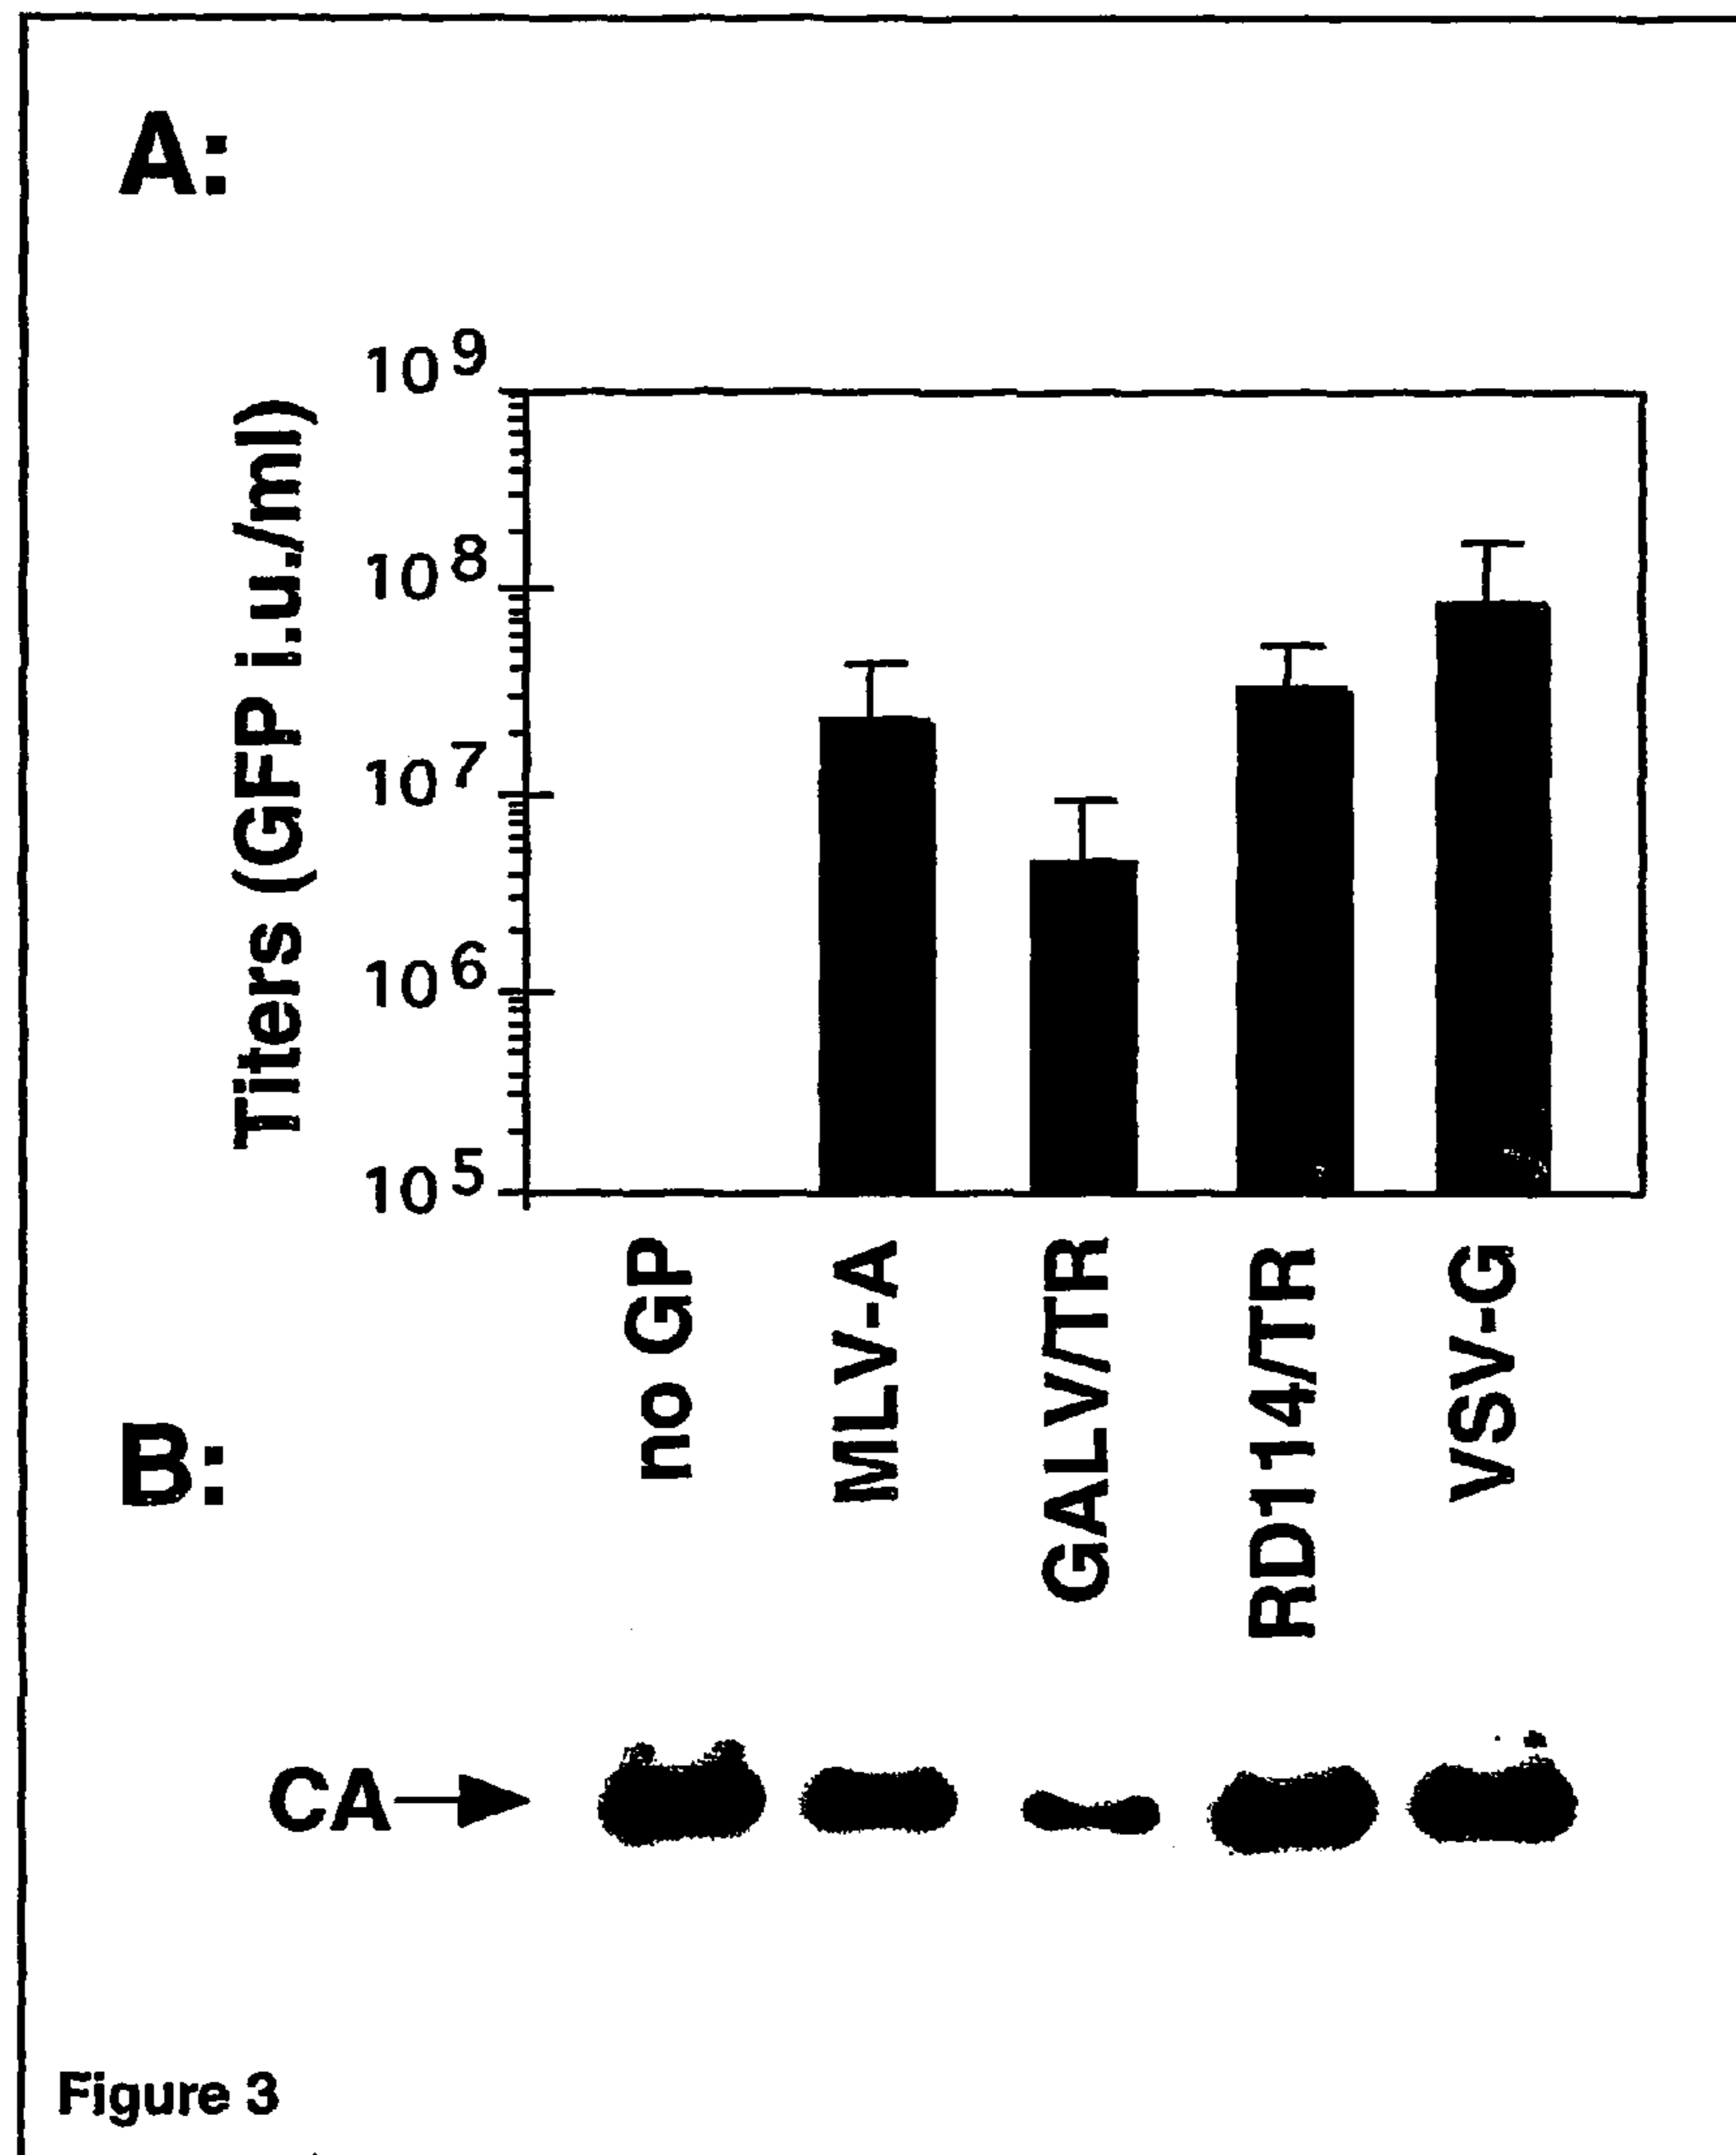 A:
10⁹
10⁸
10⁷
10⁶
10⁵
Titers (GFP i.u./ml)
no GP
MLV-A
GALV/TR
RD114/TR
VSV-G
B:
CA
Figure 3